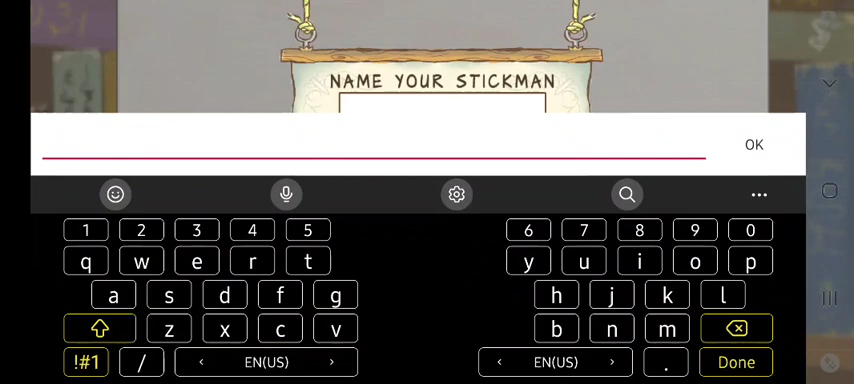 NAME YOUR STICKMAN
OK
1 2 3 4 5 6 7 8 9 0
q w e r t y u i o p
a s d f g h j k l
z x c v b n m
!#1 / < EN(US) > < EN(US) > . Done